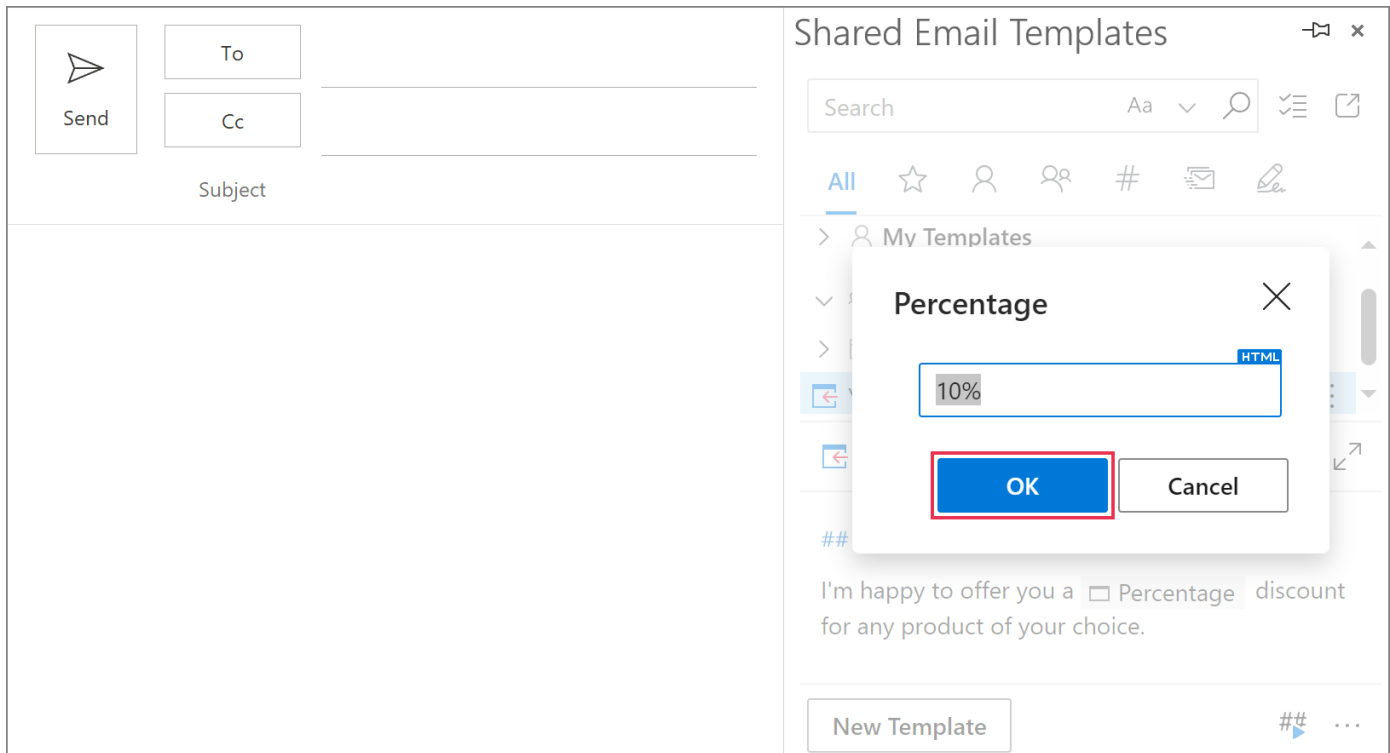 Send
To
Cc
Subject
Shared Email Templates
Search Aa
All
My Templates
Percentage
HTML
10%
OK Cancel
##
I'm happy to offer you a Percentage discount
for any product of your choice.
New Template ## ...